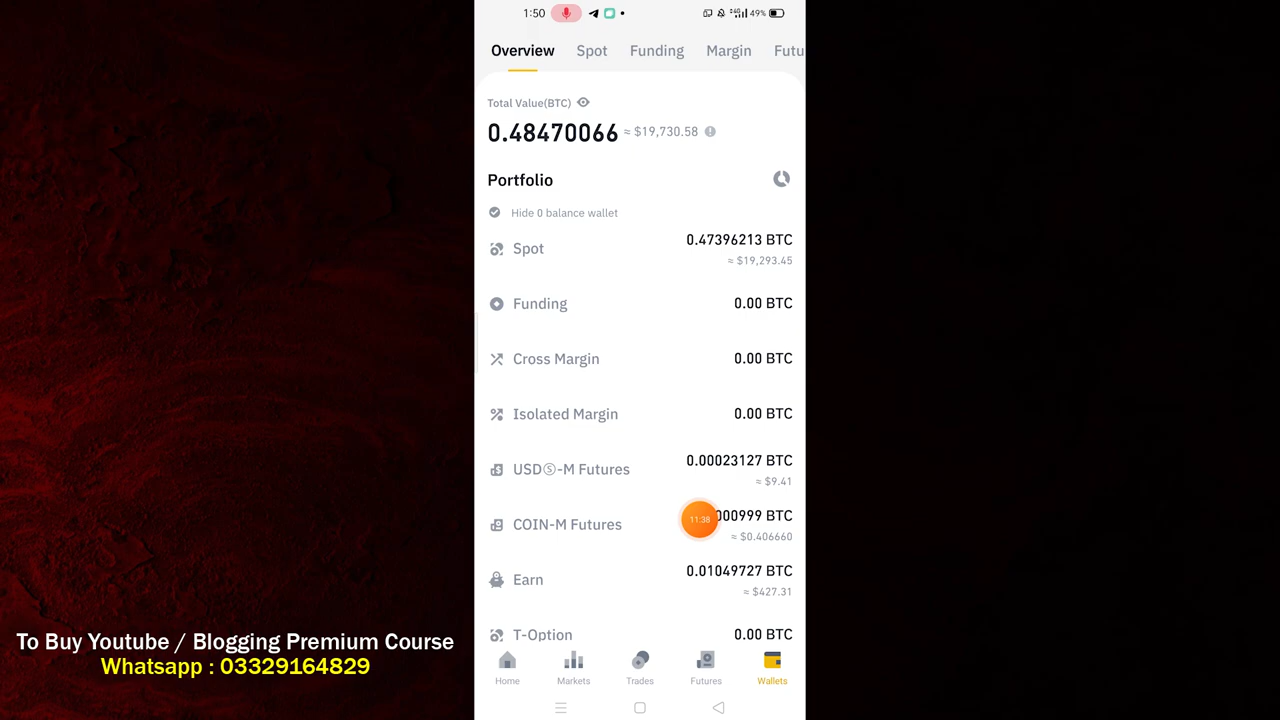 1:50
49%
Overview Spot Funding Margin Futu
Total Value(BTC)
0.48470066 ≈ $19,730.58
Portfolio
Hide 0 balance wallet
Spot 0.47396213 BTC
≈ $19,293.45
Funding 0.00 BTC
Cross Margin 0.00 BTC
Isolated Margin 0.00 BTC
USDⓈ-M Futures 0.00023127 BTC
≈ $9.41
COIN-M Futures 000999 BTC
11:38
≈ $0.406660
Earn 0.01049727 BTC
≈ $427.31
T-Option 0.00 BTC
Home Markets Trades Futures Wallets
To Buy Youtube / Blogging Premium Course
Whatsapp : 03329164829